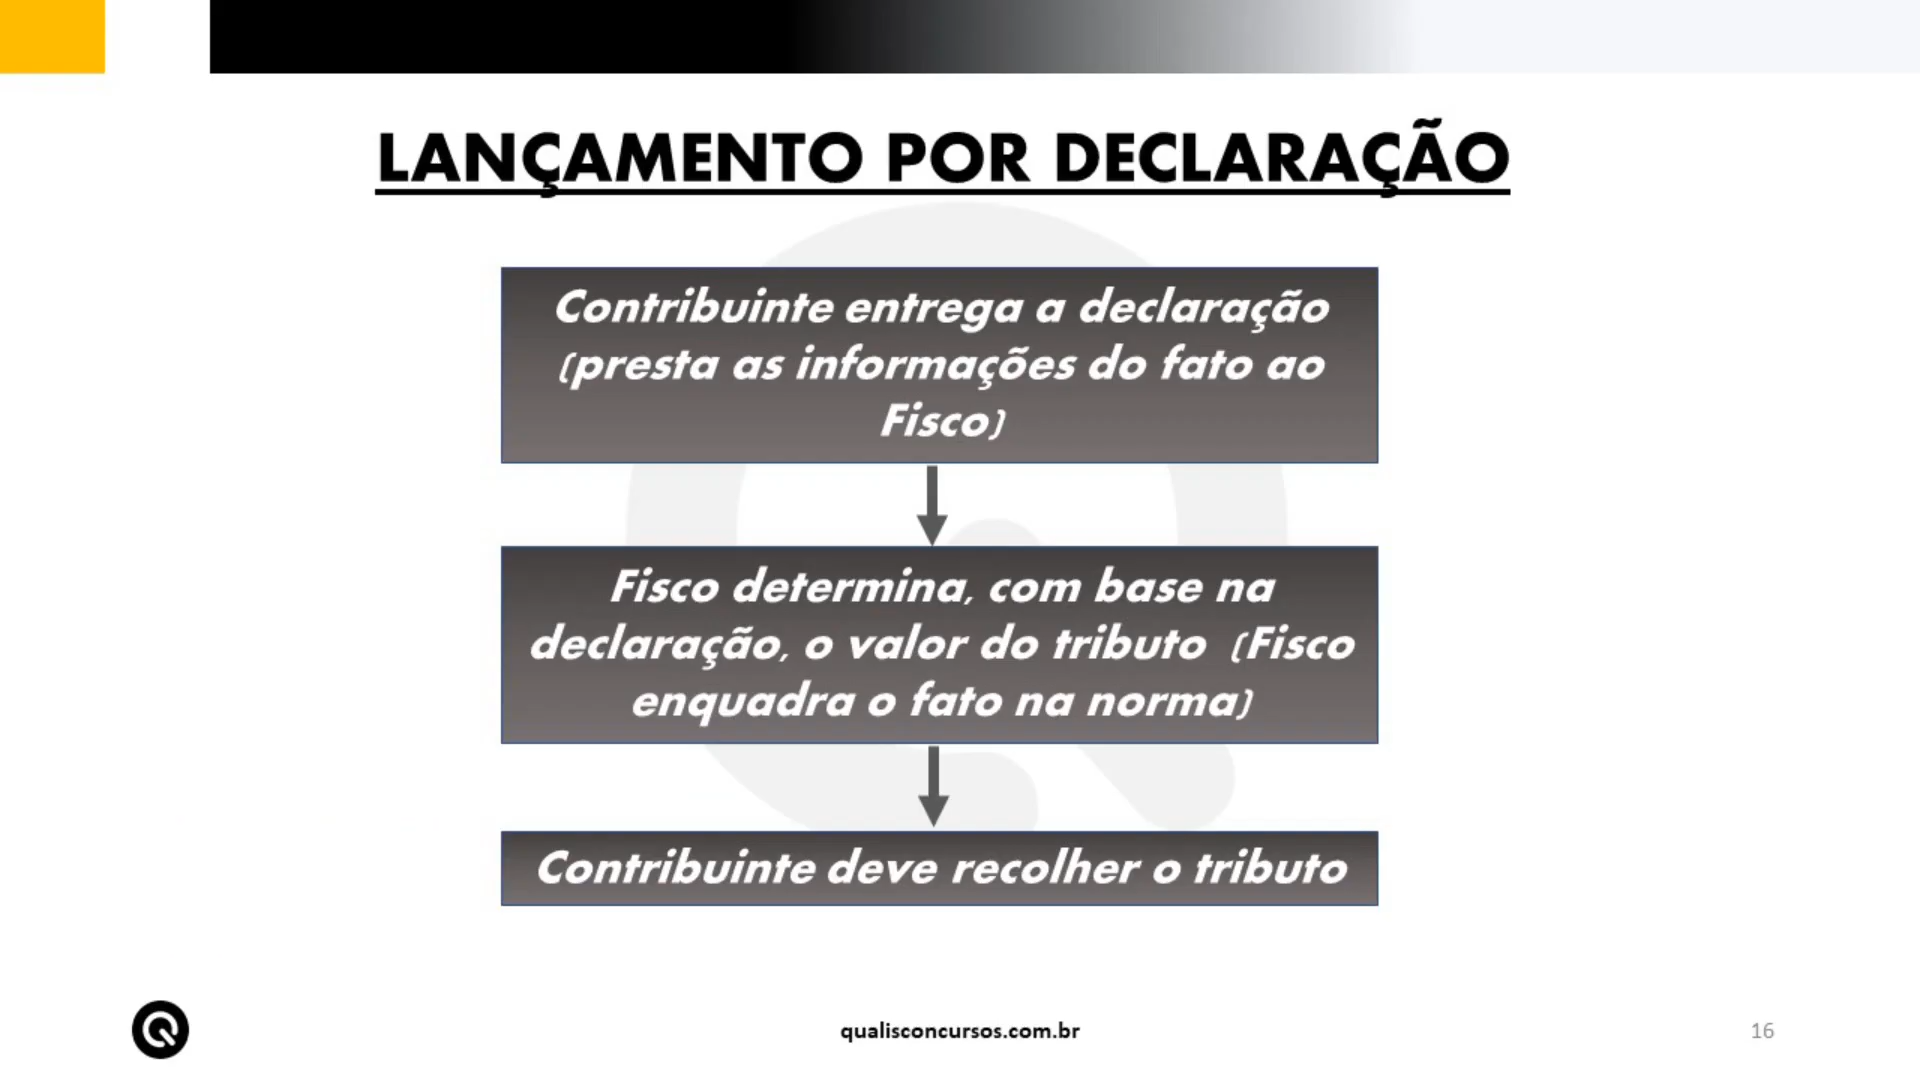 LANÇAMENTO POR DECLARAÇÃO
Contribuinte entrega a declaração
(presta as informações do fato ao
Fisco)
Fisco determina, com base na
declaração, o valor do tributo (Fisco
enquadra o fato na norma)
Contribuinte deve recolher o tributo
qualisconcursos.com.br
16